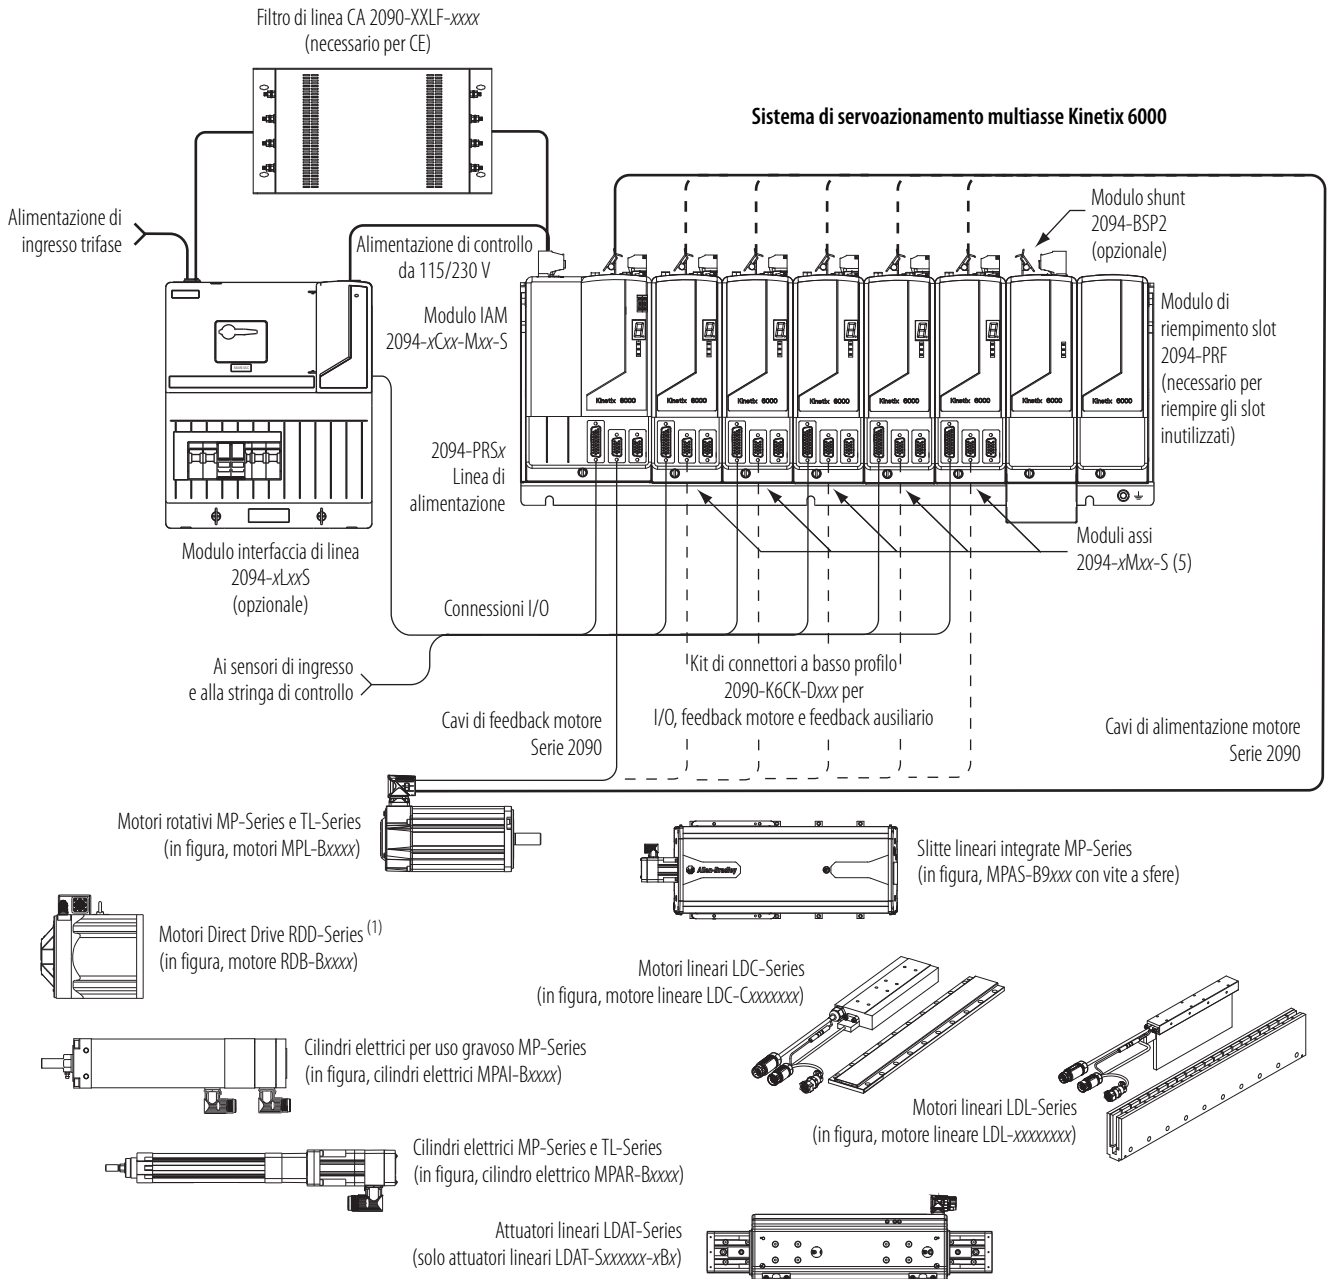 Filtro di linea CA 2090-XXLF-xxxx
(necessario per CE)
Sistema di servoazionamento multiasse Kinetix 6000
Alimentazione di
ingresso trifase
Alimentazione di controllo
da 115/230 V
Modulo shunt
2094-BSP2
(opzionale)
Modulo IAM
2094-xCxx-Mxx-S
Modulo di
riempimento slot
2094-PRF
(necessario per
riempire gli slot
inutilizzati)
Kinetix 6000
Kinetix 6000
Kinetix 6000
Kinetix 6000
Kinetix 6000
Kinetix 6000
Kinetix 6000
Kinetix 6000
2094-PRSx
Linea di
alimentazione
Modulo interfaccia di linea
2094-xLxxS
(opzionale)
Moduli assi
2094-xMxx-S (5)
Connessioni I/O
Ai sensori di ingresso
e alla stringa di controllo
Kit di connettori a basso profilo
2090-K6CK-Dxxx per
I/O, feedback motore e feedback ausiliario
Cavi di feedback motore
Serie 2090
Cavi di alimentazione motore
Serie 2090
Motori rotativi MP-Series e TL-Series
(in figura, motori MPL-Bxxxx)
Allen-Bradley
Slitte lineari integrate MP-Series
(in figura, MPAS-B9xxx con vite a sfere)
Motori Direct Drive RDD-Series (1)
(in figura, motore RDB-Bxxxx)
Motori lineari LDC-Series
(in figura, motore lineare LDC-Cxxxxxxx)
Cilindri elettrici per uso gravoso MP-Series
(in figura, cilindri elettrici MPAI-Bxxxx)
Motori lineari LDL-Series
(in figura, motore lineare LDL-xxxxxxxx)
Cilindri elettrici MP-Series e TL-Series
(in figura, cilindro elettrico MPAR-Bxxxx)
Attuatori lineari LDAT-Series
(solo attuatori lineari LDAT-Sxxxxxx-xBx)